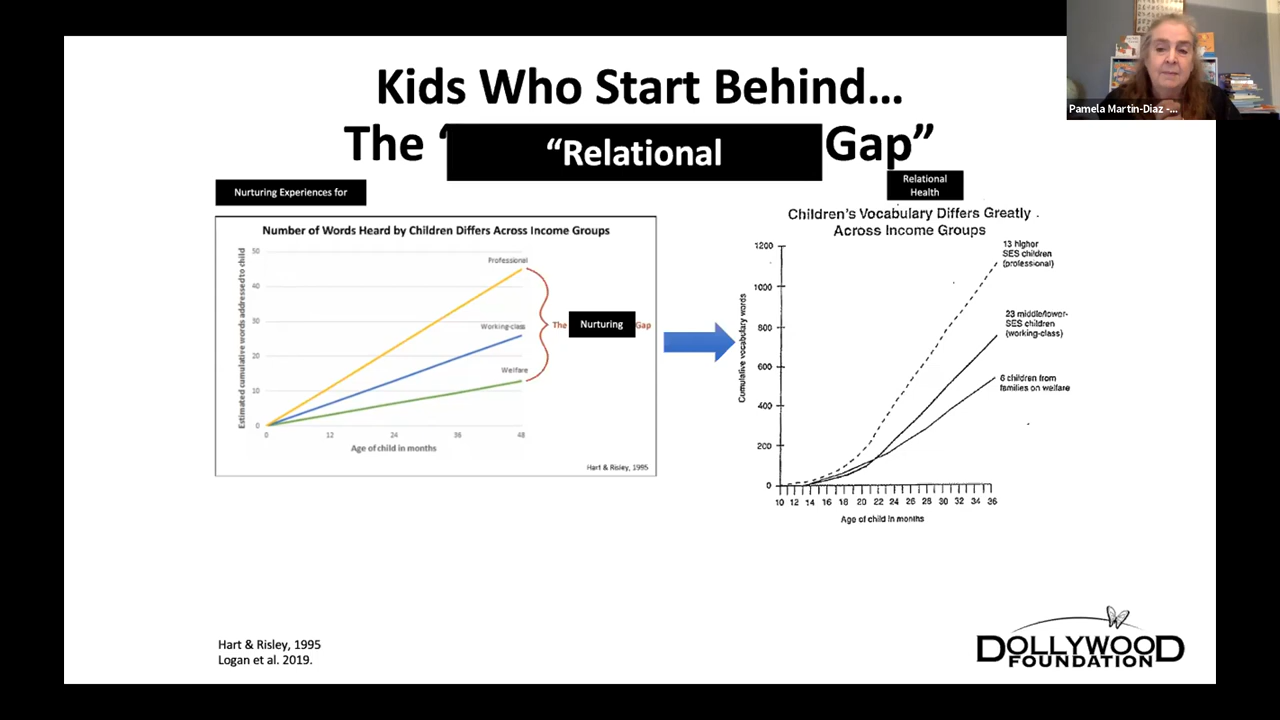 Kids Who Start Behind...
The “ “Relational Gap”
Pamela Martin-Diaz -...
Nurturing Experiences for
Number of Words Heard by Children Differs Across Income Groups
Estimated cumulative words addressed to child
50
40
30
20
10
0
0 12 24 36 48
Age of child in months
Professional
Working-class
Welfare
The Nurturing Gap
Hart & Risley, 1995
Relational
Health
Children's Vocabulary Differs Greatly
Across Income Groups
Cumulative vocabulary words
1200
1000
800
600
400
200
0
10 12 14 16 18 20 22 24 26 28 30 32 34 36
Age of child in months
13 higher
SES children
(professional)
23 middle/lower-
SES children
(working-class)
6 children from
families on welfare
Hart & Risley, 1995
Logan et al. 2019.
DOLLYWOOD
FOUNDATION